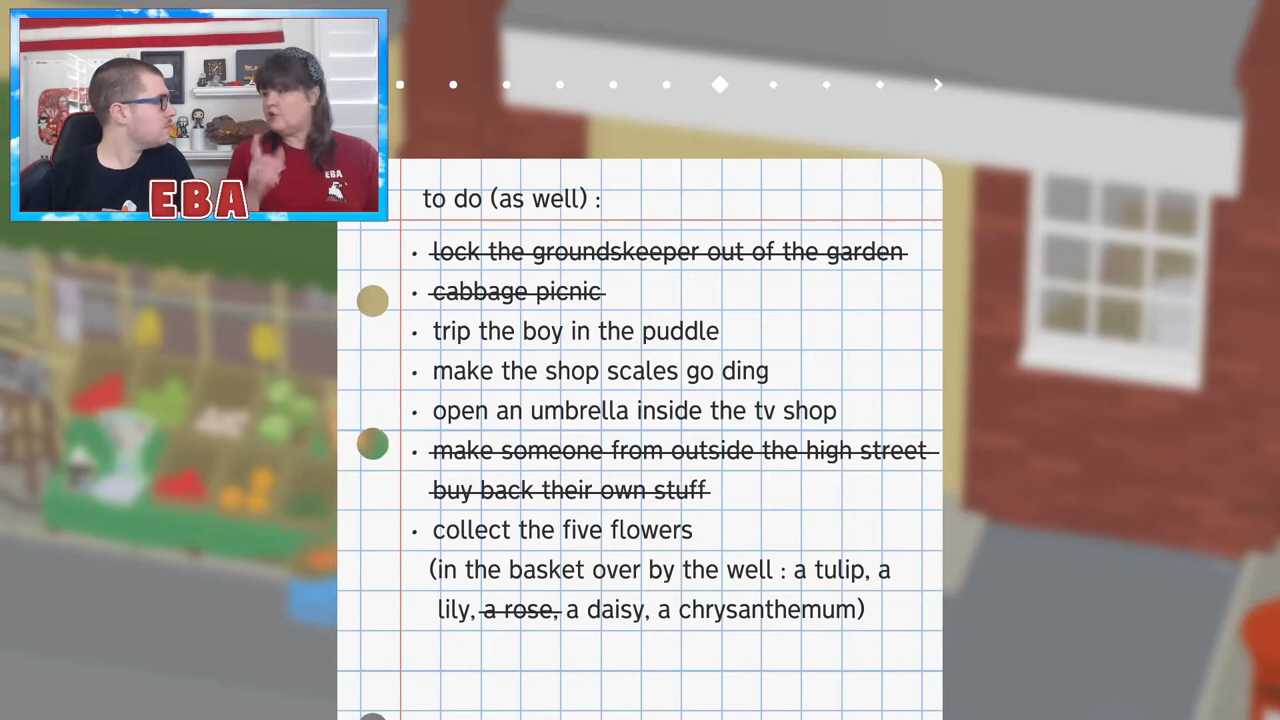 EBA
EBA
to do (as well) :
• lock the groundskeeper out of the garden
• cabbage picnic
• trip the boy in the puddle
• make the shop scales go ding
• open an umbrella inside the tv shop
• make someone from outside the high street
buy back their own stuff
• collect the five flowers
(in the basket over by the well : a tulip, a
lily, a rose, a daisy, a chrysanthemum)